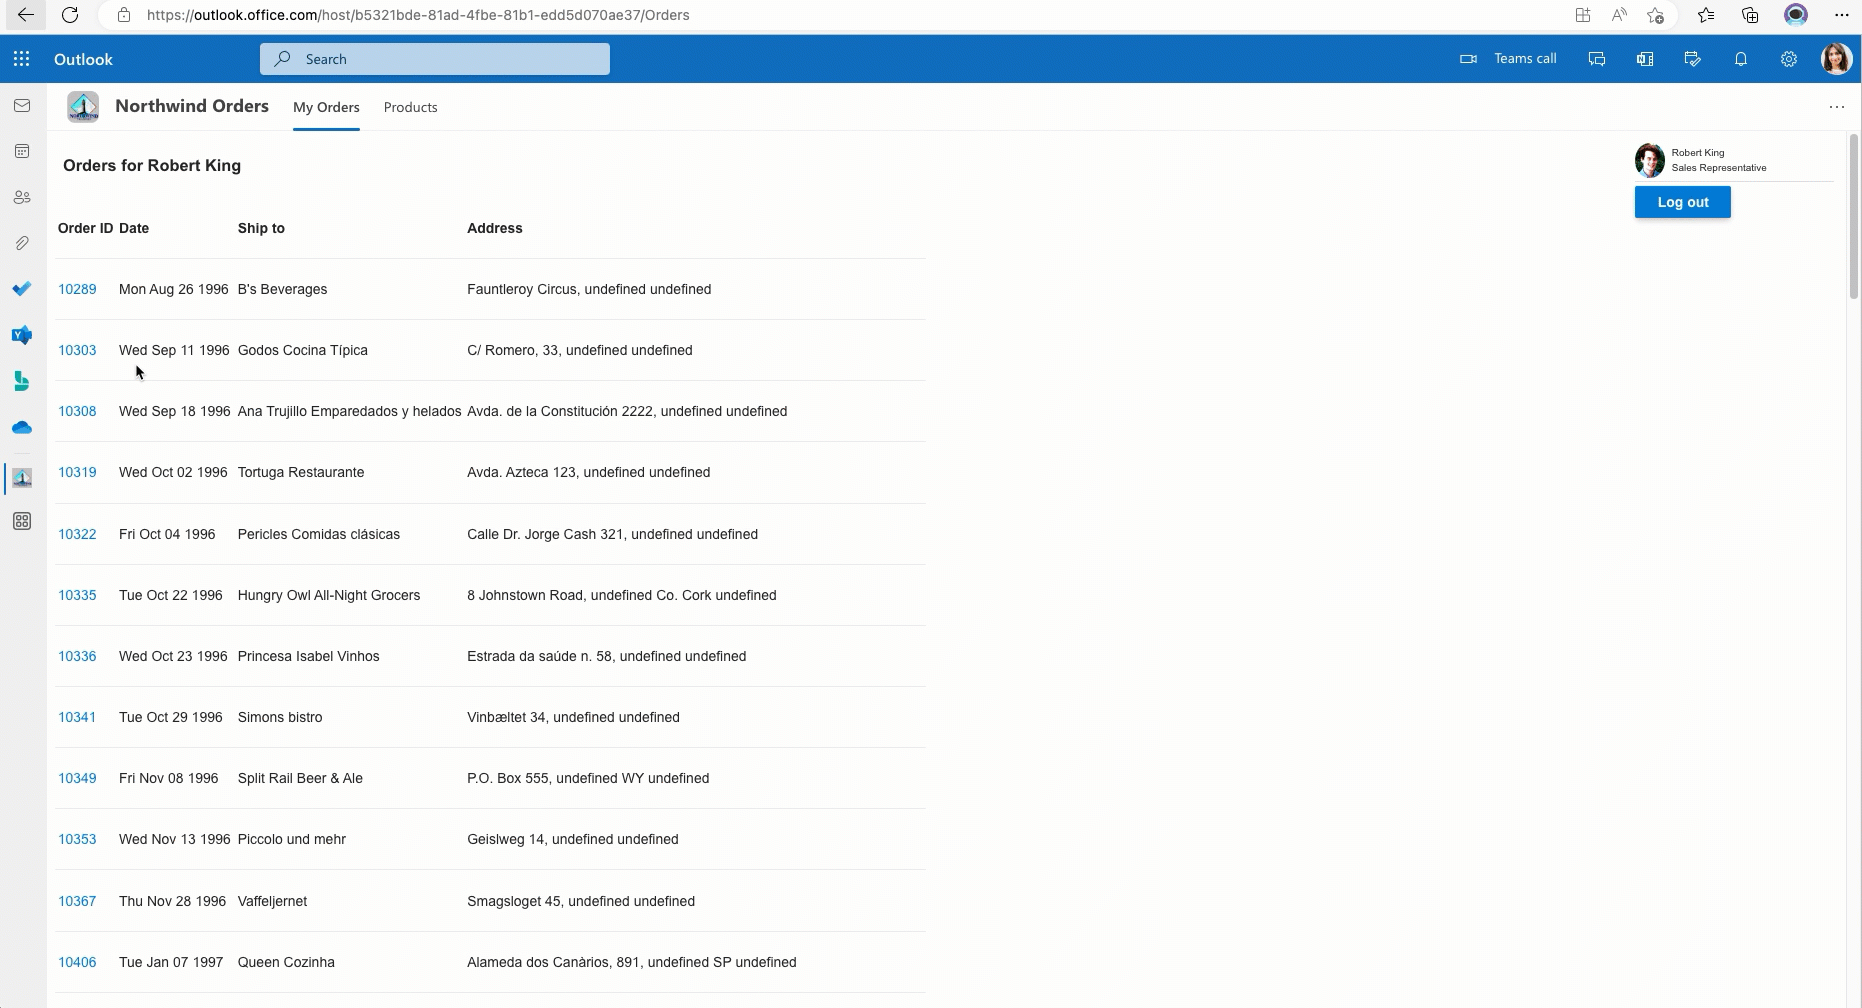 https://outlook.office.com/host/b5321bde-81ad-4fbe-81b1-edd5d070ae37/Orders
Outlook Search Teams call
Northwind Orders My Orders Products
Orders for Robert King
Robert King
Sales Representative
Log out
Order ID Date Ship to Address
10289 Mon Aug 26 1996 B's Beverages Fauntleroy Circus, undefined undefined
10303 Wed Sep 11 1996 Godos Cocina Típica C/ Romero, 33, undefined undefined
10308 Wed Sep 18 1996 Ana Trujillo Emparedados y helados Avda. de la Constitución 2222, undefined undefined
10319 Wed Oct 02 1996 Tortuga Restaurante Avda. Azteca 123, undefined undefined
10322 Fri Oct 04 1996 Pericles Comidas clásicas Calle Dr. Jorge Cash 321, undefined undefined
10335 Tue Oct 22 1996 Hungry Owl All-Night Grocers 8 Johnstown Road, undefined Co. Cork undefined
10336 Wed Oct 23 1996 Princesa Isabel Vinhos Estrada da saúde n. 58, undefined undefined
10341 Tue Oct 29 1996 Simons bistro Vinbæltet 34, undefined undefined
10349 Fri Nov 08 1996 Split Rail Beer & Ale P.O. Box 555, undefined WY undefined
10353 Wed Nov 13 1996 Piccolo und mehr Geislweg 14, undefined undefined
10367 Thu Nov 28 1996 Vaffeljernet Smagsloget 45, undefined undefined
10406 Tue Jan 07 1997 Queen Cozinha Alameda dos Canàrios, 891, undefined SP undefined